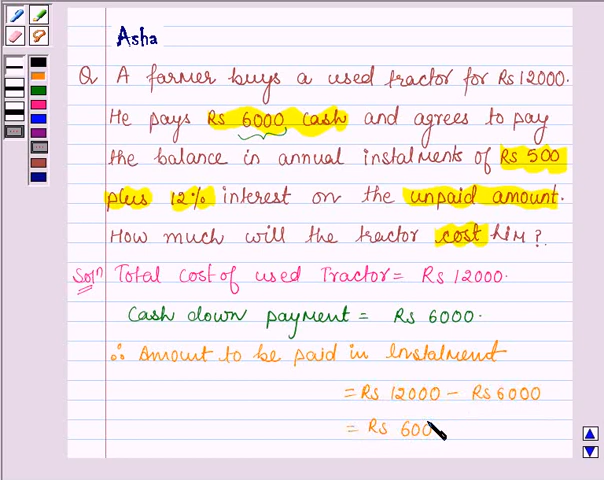 Asha
Q A farmer buys a used tractor for Rs 12000.
He pays Rs 6000 cash and agrees to pay
the balance in annual instalments of Rs 500
plus 12% interest on the unpaid amount.
How much will the tractor cost him?
Soln Total cost of used Tractor = Rs 12000.
Cash down payment = Rs 6000.
∴ Amount to be paid in Instalment
= Rs 12000 - Rs 6000
= Rs 600